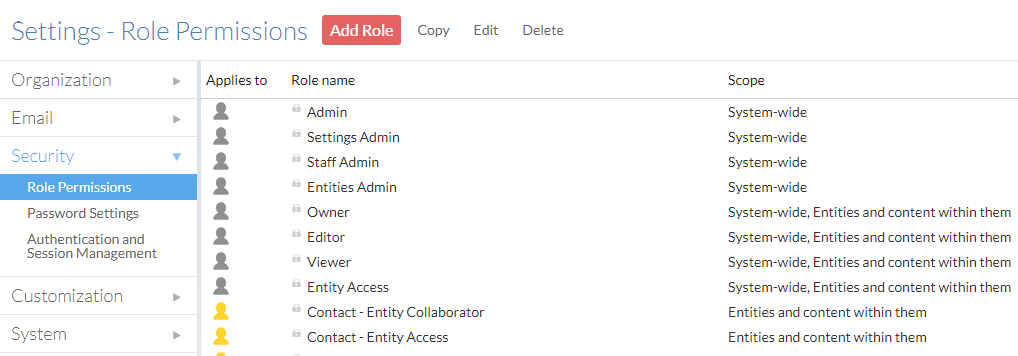 Settings - Role Permissions Add Role Copy Edit Delete
Organization
Email
Security
Role Permissions
Password Settings
Authentication and
Session Management
Customization
System
Applies to Role name Scope
Admin System-wide
Settings Admin System-wide
Staff Admin System-wide
Entities Admin System-wide
Owner System-wide, Entities and content within them
Editor System-wide, Entities and content within them
Viewer System-wide, Entities and content within them
Entity Access System-wide, Entities and content within them
Contact - Entity Collaborator Entities and content within them
Contact - Entity Access Entities and content within them